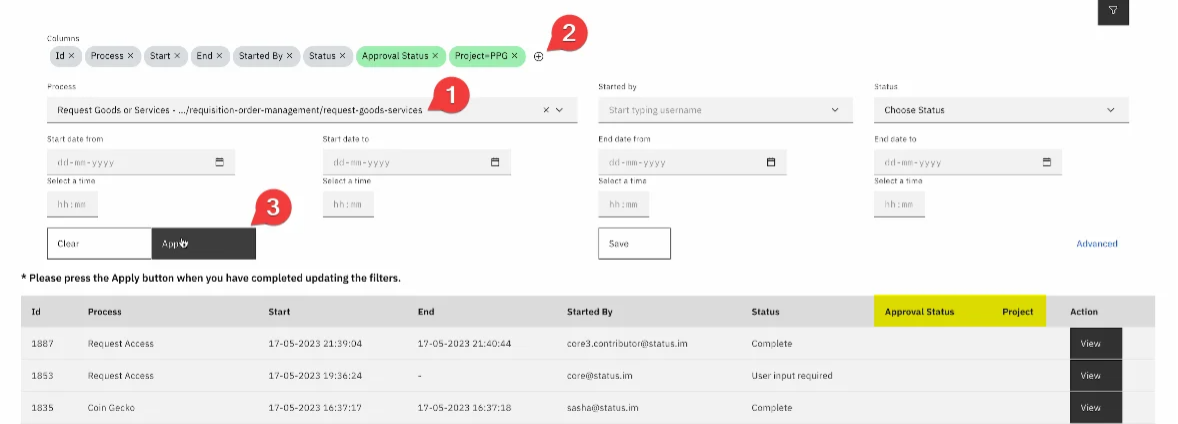 Columns
Id × Process × Start × End × Started By × Status × Approval Status × Project=PPG ×
2
Process Started by Status
Request Goods or Services - .../requisition-order-management/request-goods-services Start typing username Choose Status
1
Start date from Start date to End date from End date to
dd-mm-yyyy dd-mm-yyyy dd-mm-yyyy dd-mm-yyyy
Select a time Select a time Select a time Select a time
hh:mm hh:mm hh:mm hh:mm
3
Clear Apply Save Advanced
* Please press the Apply button when you have completed updating the filters.
Id Process Start End Started By Status Approval Status Project Action
1887 Request Access 17-05-2023 21:39:04 17-05-2023 21:40:44 core3.contributor@status.im Complete View
1853 Request Access 17-05-2023 19:36:24 - core@status.im User input required View
1835 Coin Gecko 17-05-2023 16:37:17 17-05-2023 16:37:18 sasha@status.im Complete View